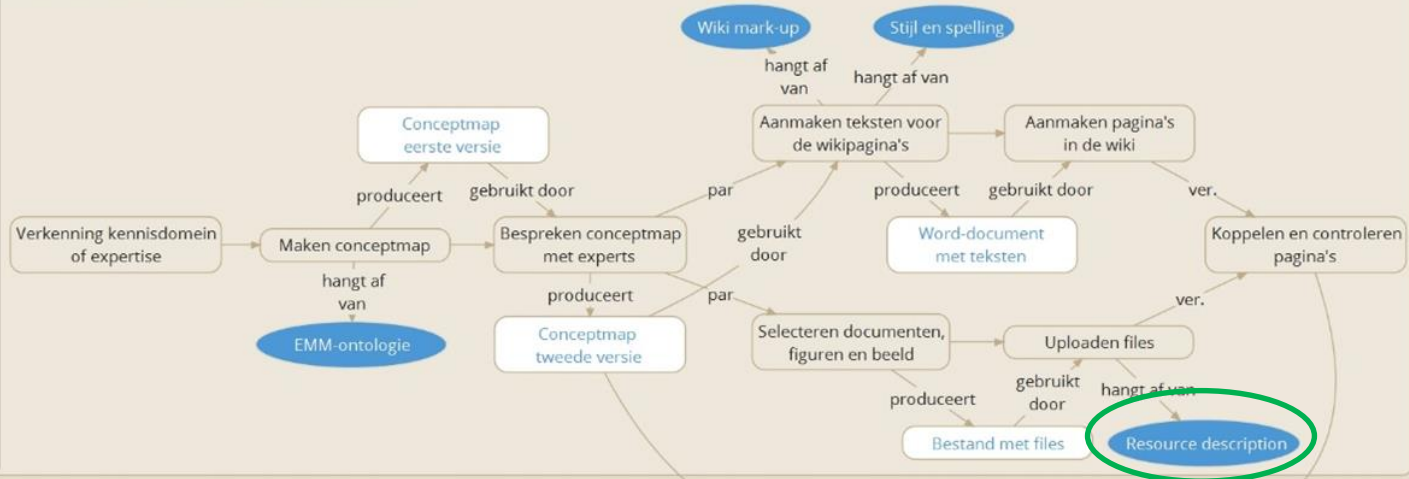 Wiki mark-up
Stijl en spelling
hangt af
van
hangt af van
Conceptmap
eerste versie
Aanmaken teksten voor
de wikipagina's
Aanmaken pagina's
in de wiki
produceert
gebruikt door
par
produceert
gebruikt door
ver.
Verkenning kennisdomein
of expertise
Maken conceptmap
Bespreken conceptmap
met experts
gebruikt
door
Word-document
met teksten
Koppelen en controleren
pagina's
hangt af
van
produceert
par
ver.
EMM-ontologie
Conceptmap
tweede versie
Selecteren documenten,
figuren en beeld
Uploaden files
produceert
gebruikt
door
hangt af van
Bestand met files
Resource description